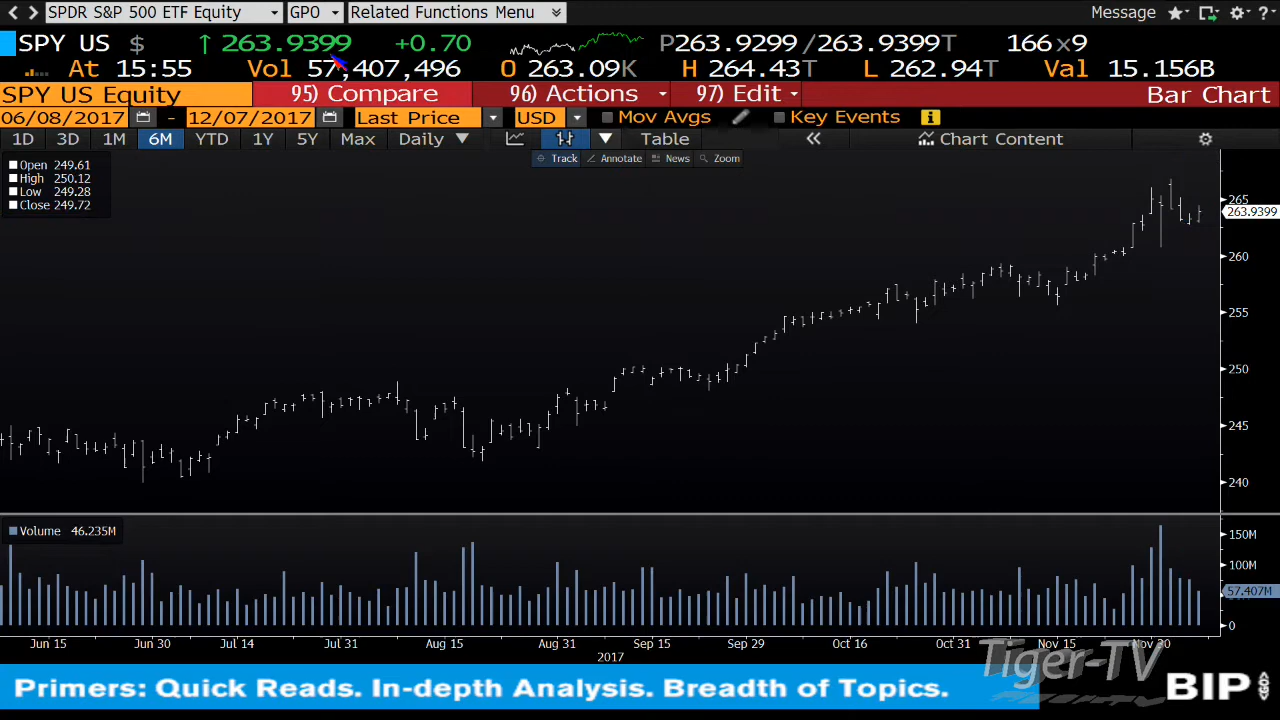 SPDR S&P 500 ETF Equity GPO Related Functions Menu Message ?
SPY US $ ↑ 263.9399 +0.70 P263.9299 /263.9399T 166 x9
At 15:55 Vol 57,407,496 O 263.09K H 264.43T L 262.94T Val 15.156B
SPY US Equity 95) Compare 96) Actions 97) Edit Bar Chart
06/08/2017 - 12/07/2017 Last Price USD Mov Avgs Key Events i
1D 3D 1M 6M YTD 1Y 5Y Max Daily Table Chart Content
Track Annotate News Zoom
Open 249.61
High 250.12
Low 249.28
Close 249.72
265
263.9399
260
255
250
245
240
Volume 46.235M
150M
100M
57.407M
0
Jun 15 Jun 30 Jul 14 Jul 31 Aug 15 Aug 31 Sep 15 Sep 29 Oct 16 Oct 31 Nov 15 Nov 30
2017
Tiger-TV
Primers: Quick Reads. In-depth Analysis. Breadth of Topics.
BIP GO